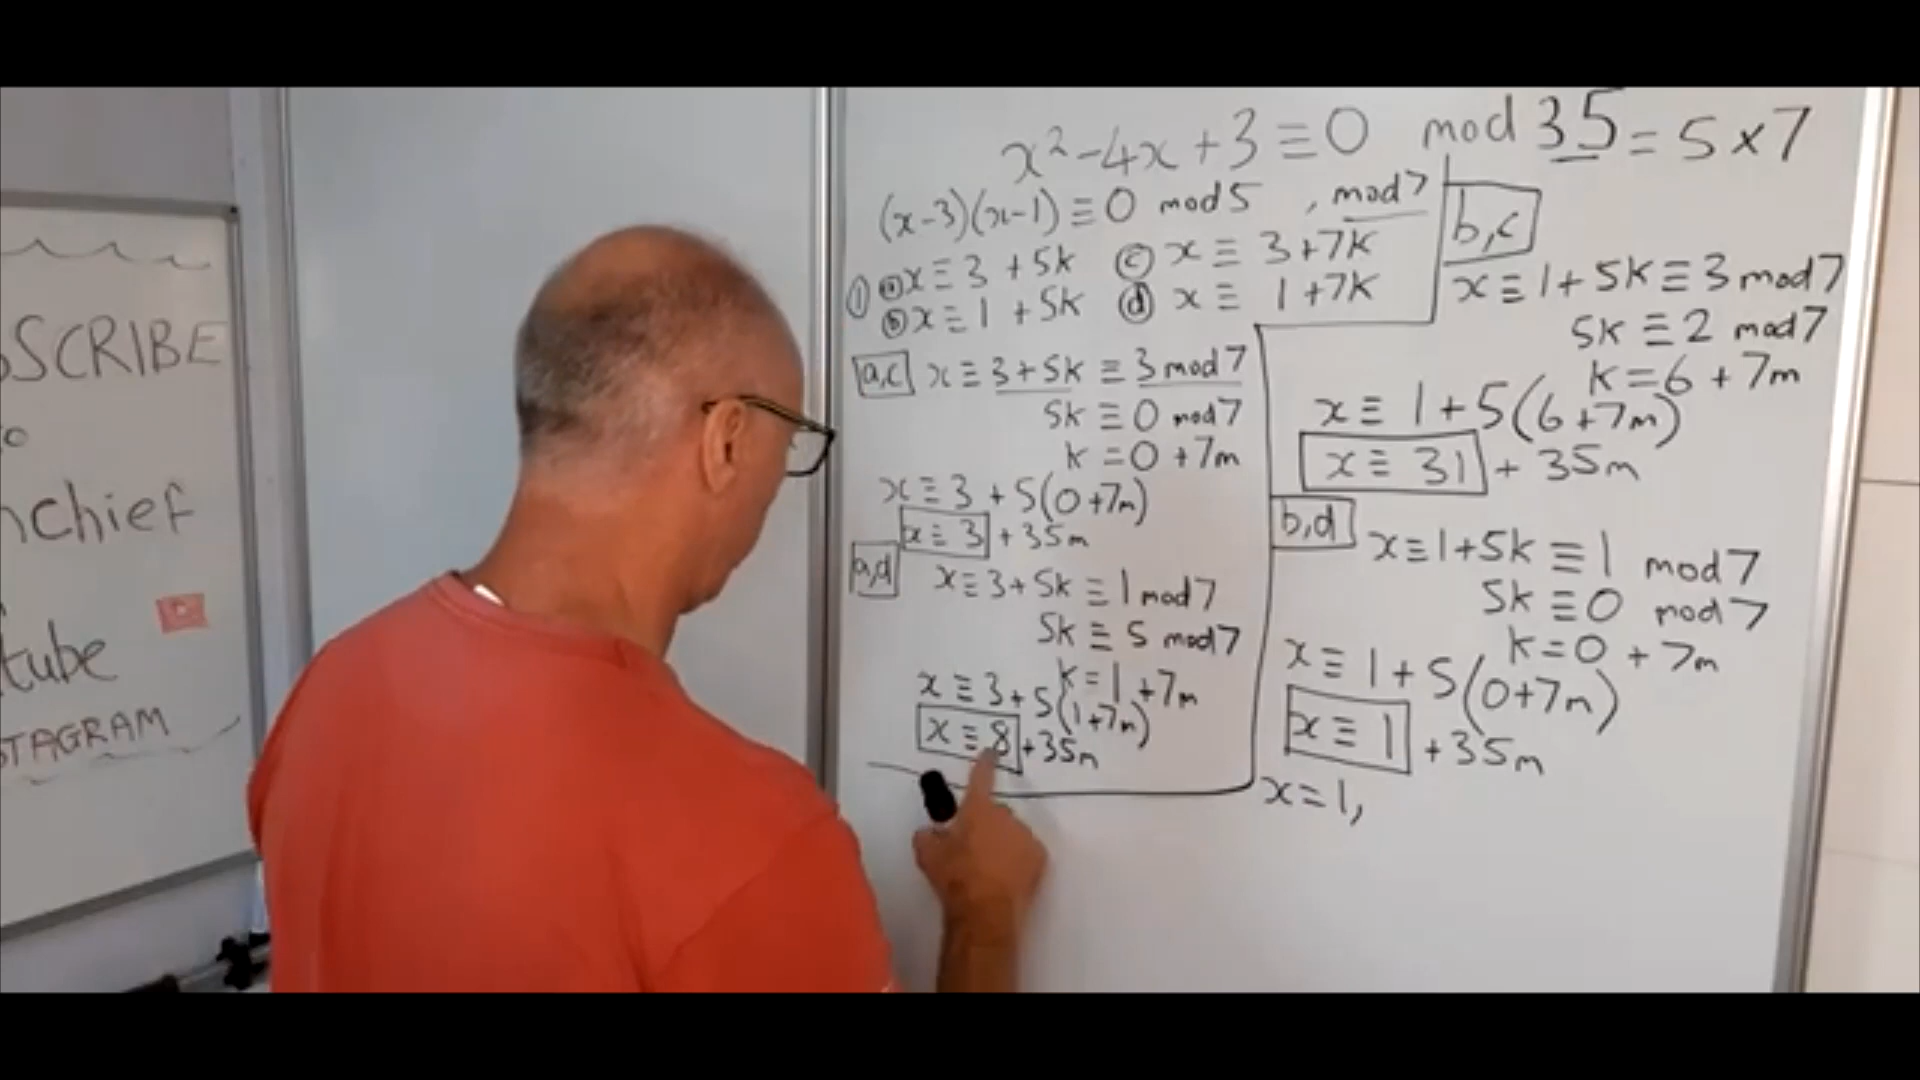 SCRIBE
chief
tube
STAGRAM
x² - 4x + 3 ≡ 0 mod 35 = 5 × 7
(x-3)(x-1) ≡ 0 mod 5 , mod 7
① ⓐ x ≡ 3 + 5k ⓒ x ≡ 3 + 7k
ⓑ x ≡ 1 + 5k ⓓ x ≡ 1 + 7k
a,c x ≡ 3 + 5k ≡ 3 mod 7
5k ≡ 0 mod 7
k = 0 + 7m
x ≡ 3 + 5(0 + 7m)
x ≡ 3 + 35m
a,d
x ≡ 3 + 5k ≡ 1 mod 7
5k ≡ 5 mod 7
k = 1 + 7m
x ≡ 3 + 5(1 + 7m)
x ≡ 8 + 35m
b,c
x ≡ 1 + 5k ≡ 3 mod 7
5k ≡ 2 mod 7
k = 6 + 7m
x ≡ 1 + 5(6 + 7m)
x ≡ 31 + 35m
b,d
x ≡ 1 + 5k ≡ 1 mod 7
5k ≡ 0 mod 7
k = 0 + 7m
x ≡ 1 + 5(0 + 7m)
x ≡ 1 + 35m
x = 1,